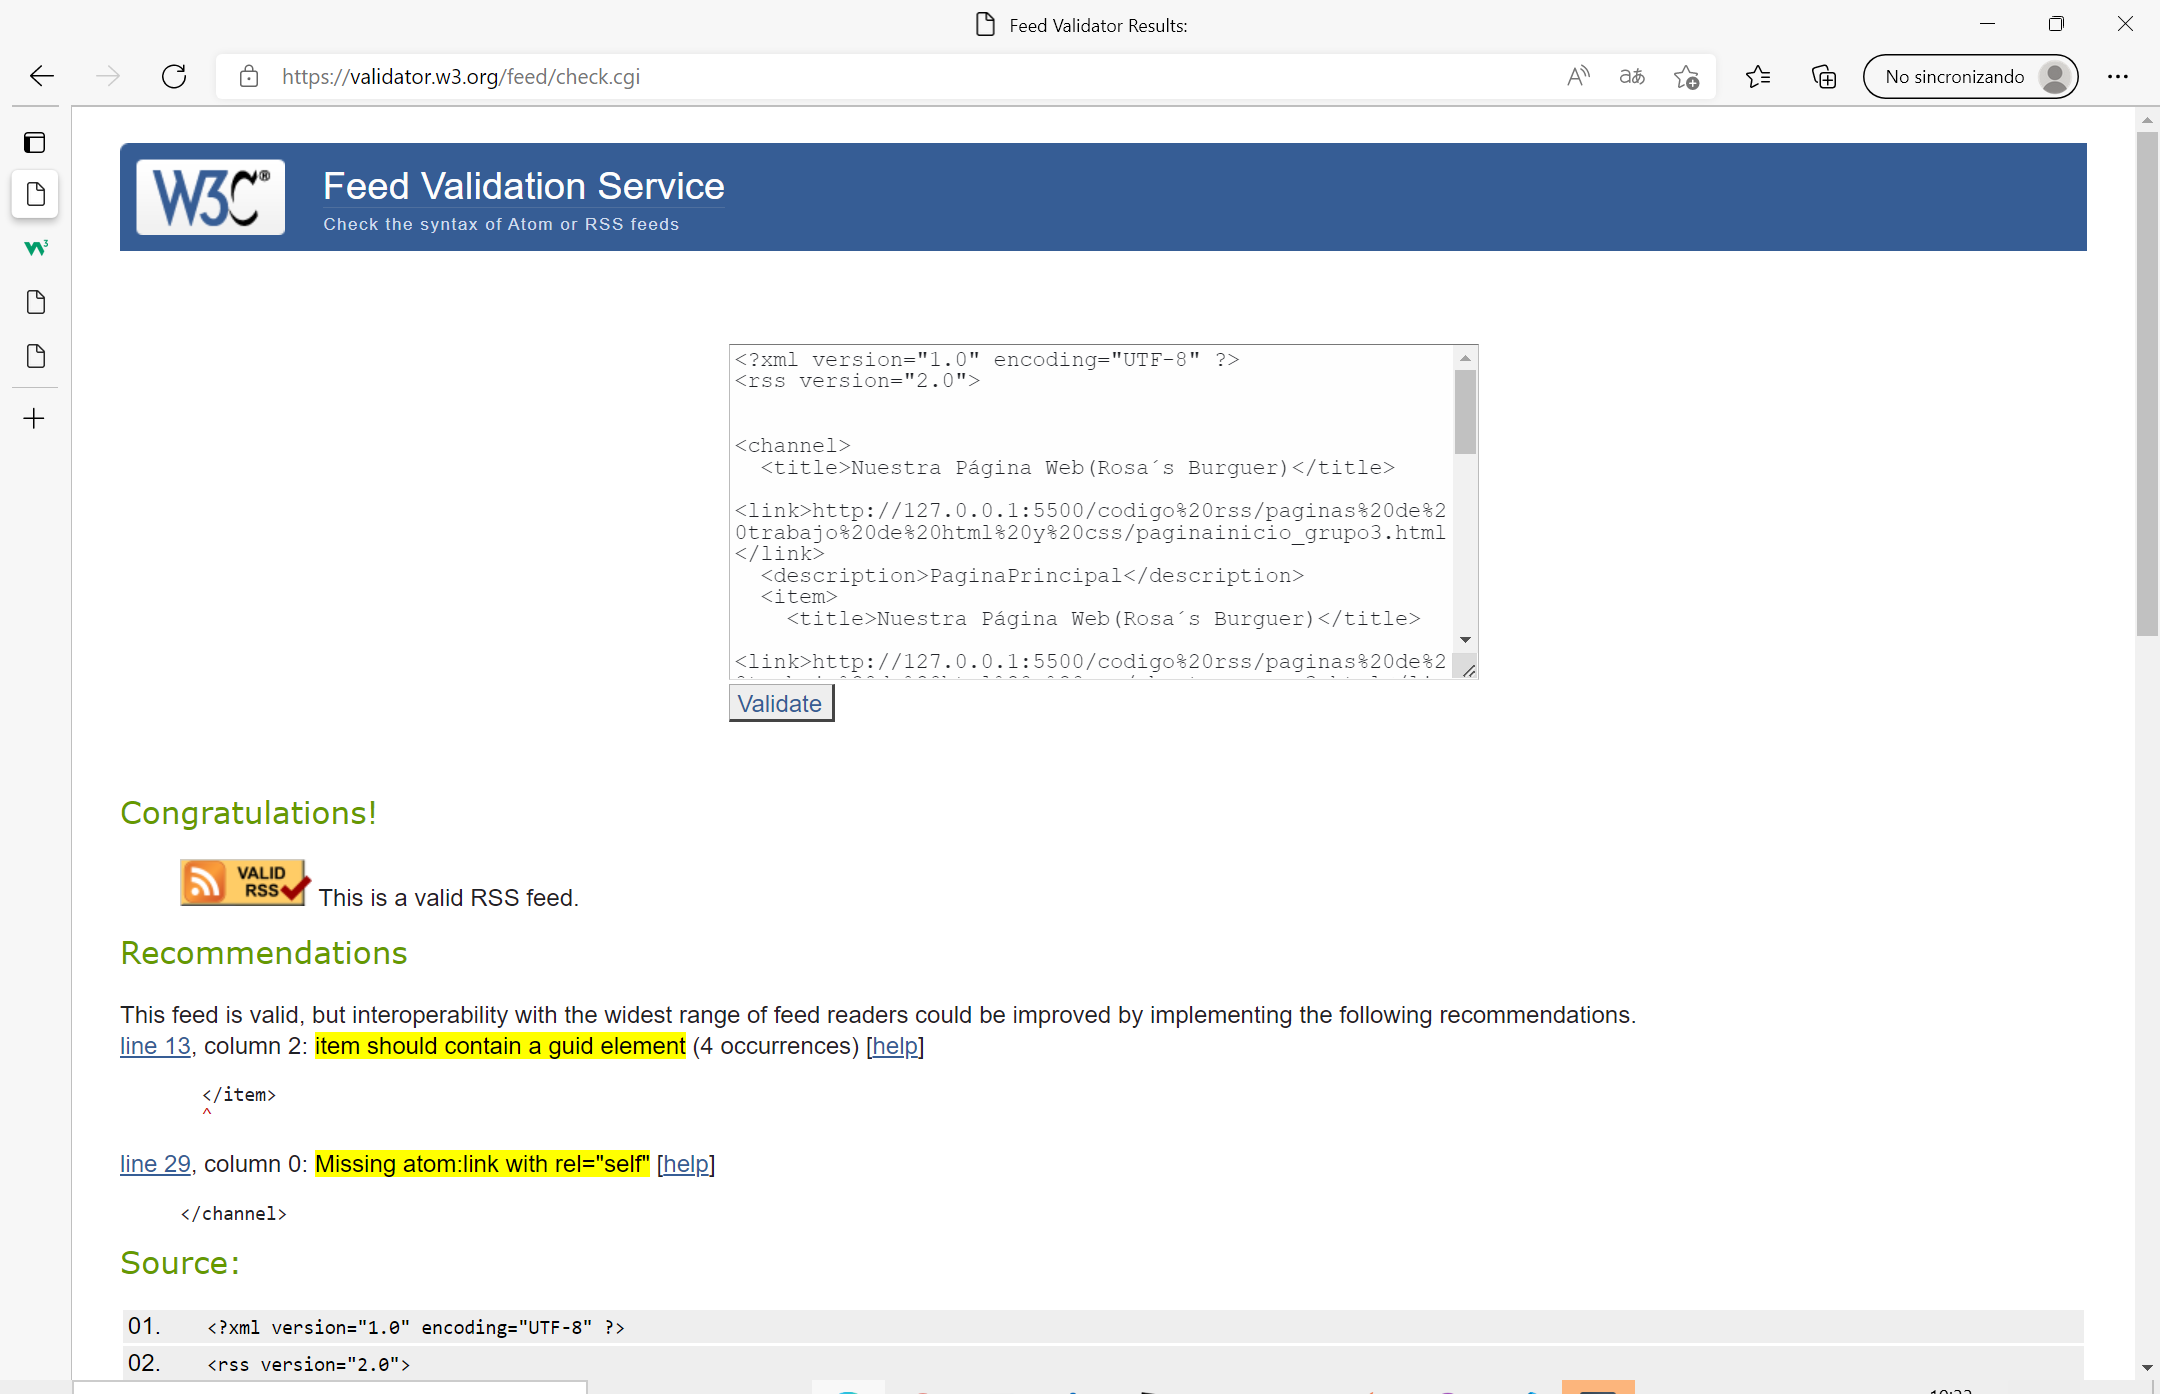 Feed Validator Results:
https://validator.w3.org/feed/check.cgi
No sincronizando
W3C®
Feed Validation Service
Check the syntax of Atom or RSS feeds
<?xml version="1.0" encoding="UTF-8" ?>
<rss version="2.0">
<channel>
<title>Nuestra Página Web(Rosa´s Burguer)</title>
<link>http://127.0.0.1:5500/codigo%20rss/paginas%20de%2
0trabajo%20de%20html%20y%20css/paginainicio_grupo3.html
</link>
<description>PaginaPrincipal</description>
<item>
<title>Nuestra Página Web(Rosa´s Burguer)</title>
<link>http://127.0.0.1:5500/codigo%20rss/paginas%20de%2
Validate
Congratulations!
VALID
RSS
This is a valid RSS feed.
Recommendations
This feed is valid, but interoperability with the widest range of feed readers could be improved by implementing the following recommendations.
line 13, column 2: item should contain a guid element (4 occurrences) [help]
</item>
^
line 29, column 0: Missing atom:link with rel="self" [help]
</channel>
Source:
01. <?xml version="1.0" encoding="UTF-8" ?>
02. <rss version="2.0">